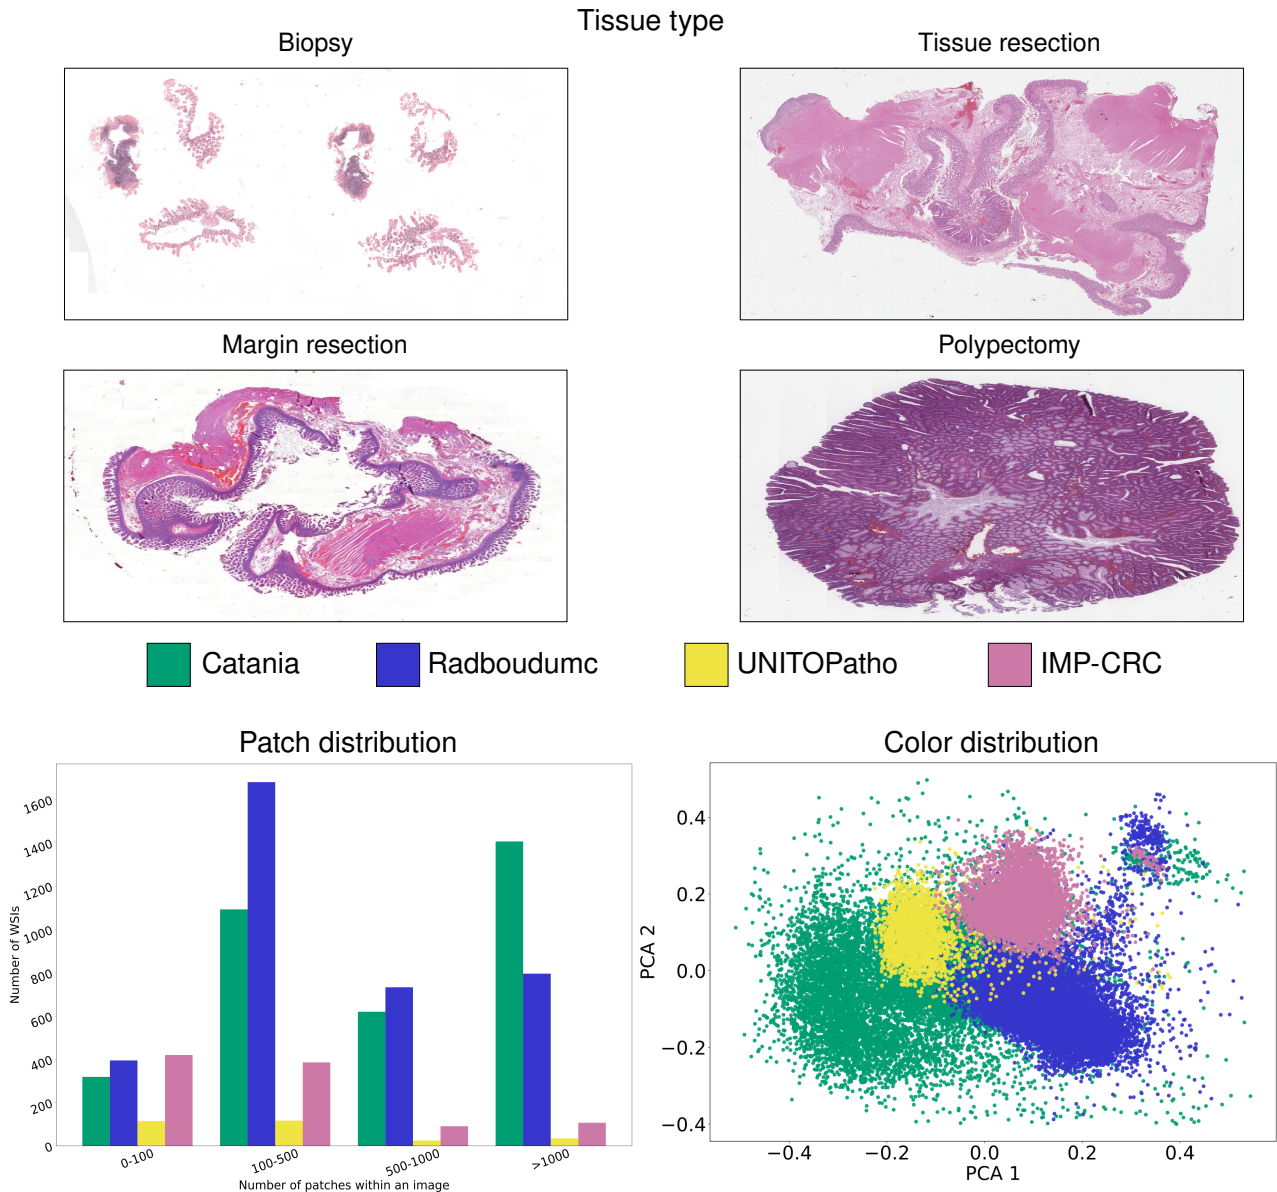 Tissue type
Biopsy
Tissue resection
Margin resection
Polypectomy
Catania
Radboudumc
UNITOPatho
IMP-CRC
Patch distribution
Color distribution
1600
1400
1200
1000
800
600
400
200
0
Number of WSIs
0-100
100-500
500-1000
>1000
Number of patches within an image
0.4
0.2
0.0
−0.2
−0.4
PCA 2
−0.4
−0.2
0.0
0.2
0.4
PCA 1